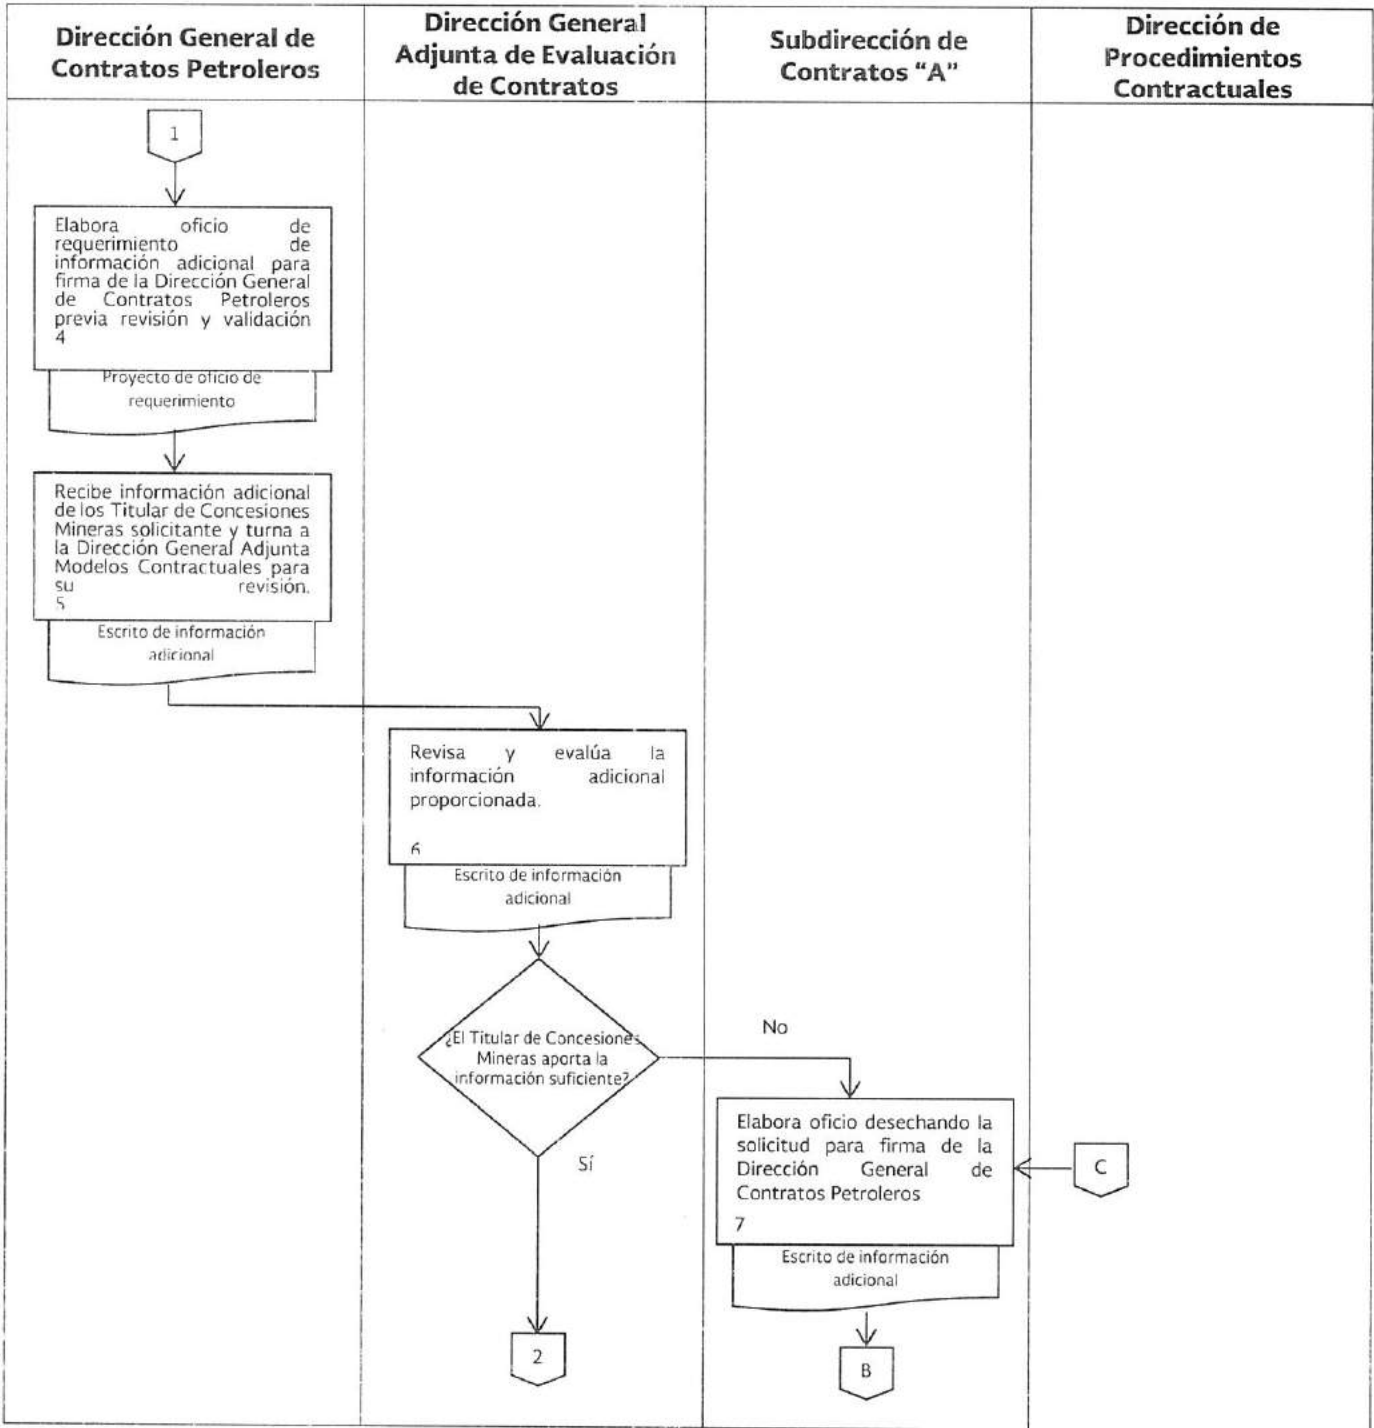 Dirección General de
Contratos Petroleros
Dirección General
Adjunta de Evaluación
de Contratos
Subdirección de
Contratos “A”
Dirección de
Procedimientos
Contractuales
1
Elabora oficio de
requerimiento de
información adicional para
firma de la Dirección General
de Contratos Petroleros
previa revisión y validación
4
Proyecto de oficio de
requerimiento
Recibe información adicional
de los Titular de Concesiones
Mineras solicitante y turna a
la Dirección General Adjunta
Modelos Contractuales para
su revisión.
5
Escrito de información
adicional
Revisa y evalúa la
información adicional
proporcionada.
6
Escrito de información
adicional
¿El Titular de Concesiones
Mineras aporta la
información suficiente?
No
Sí
Elabora oficio desechando la
solicitud para firma de la
Dirección General de
Contratos Petroleros
7
C
Escrito de información
adicional
2
B